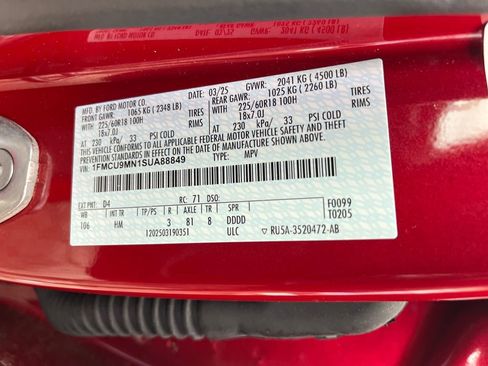 MFD. BY FORD MOTOR CO.
DATE: 03/25 GVWR: 2041 KG (4500 LB)
FRONT GAWR: 1065 KG (2348 LB) REAR GAWR: 1025 KG (2260 LB)
WITH 225/60R18 100H TIRES WITH 225/60R18 100H TIRES
18x7.0J 18x7.0J
AT 230 kPa/ 33 PSI COLD AT 230 kPa/ 33 PSI COLD
THIS VEHICLE CONFORMS TO ALL APPLICABLE FEDERAL MOTOR VEHICLE SAFETY, BUMPER, AND THEFT
PREVENTION STANDARDS IN EFFECT ON THE DATE OF MANUFACTURE SHOWN ABOVE.
VIN: 1FMCU9MN1SUA88849 TYPE: MPV
EXT PNT: D4 RC: 71 DSO: F0099
WB INT TR TP/PS R AXLE TR SPR T0205
106 HM 3 81 8 DDDD
1202503190351 ULC RU5A-3520472-AB